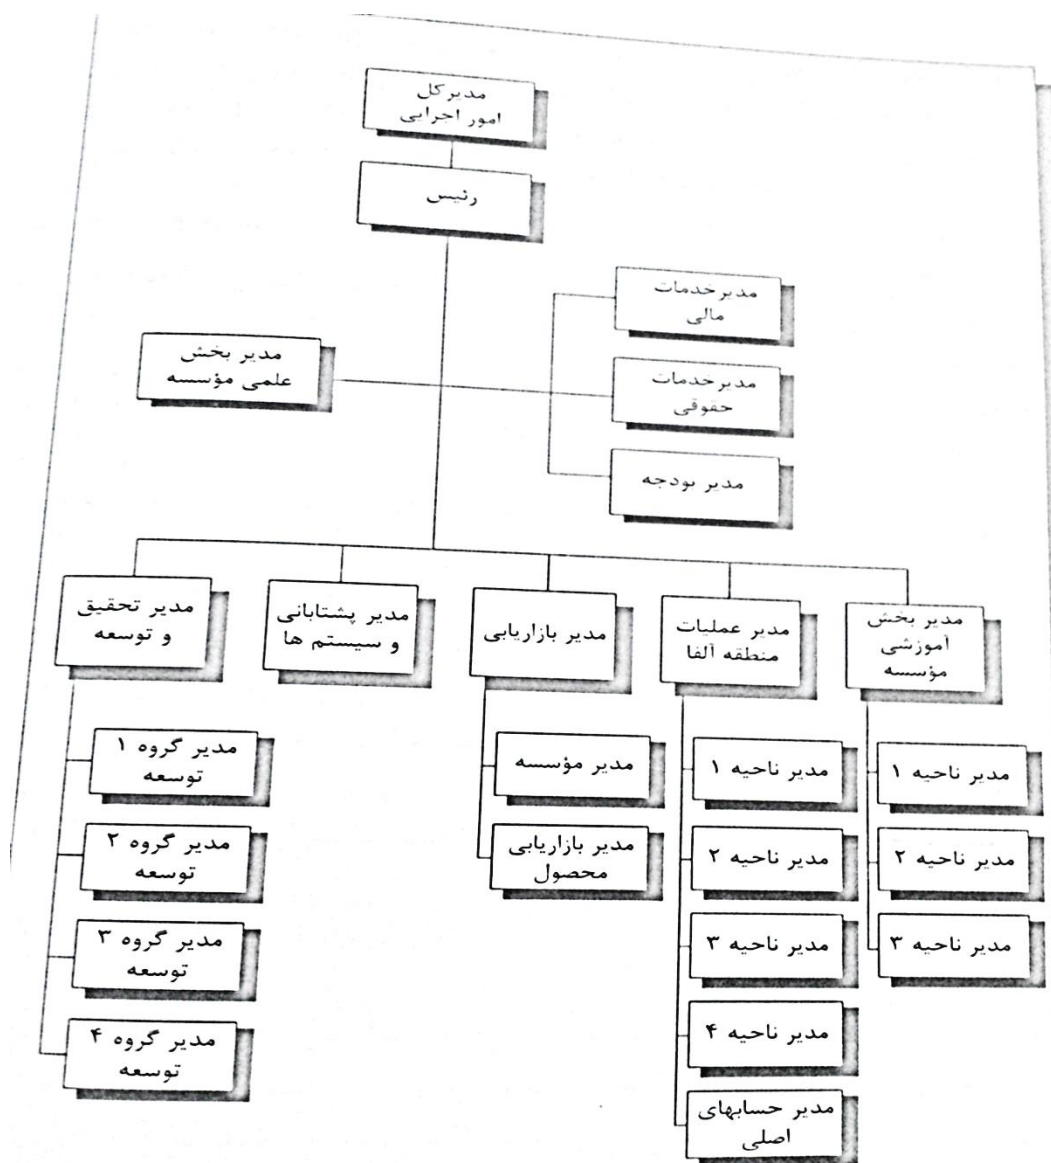 مدیرکل
امور اجرایی
رئیس
مدیرخدمات
مالی
مدیر بخش
علمی مؤسسه
مدیرخدمات
حقوقی
مدیر بودجه
مدیر بخش
آموزشی
مؤسسه
مدیر عملیات
منطقه آلفا
مدیر بازاریابی
مدیر پشتابانی
و سیستم ها
مدیر تحقیق
و توسعه
مدیر ناحیه ۱
مدیر ناحیه ۲
مدیر ناحیه ۳
مدیر ناحیه ۱
مدیر ناحیه ۲
مدیر ناحیه ۳
مدیر ناحیه ۴
مدیر حسابهای
اصلی
مدیر مؤسسه
مدیر بازاریابی
محصول
مدیر گروه ۱
توسعه
مدیر گروه ۲
توسعه
مدیر گروه ۳
توسعه
مدیر گروه ۴
توسعه